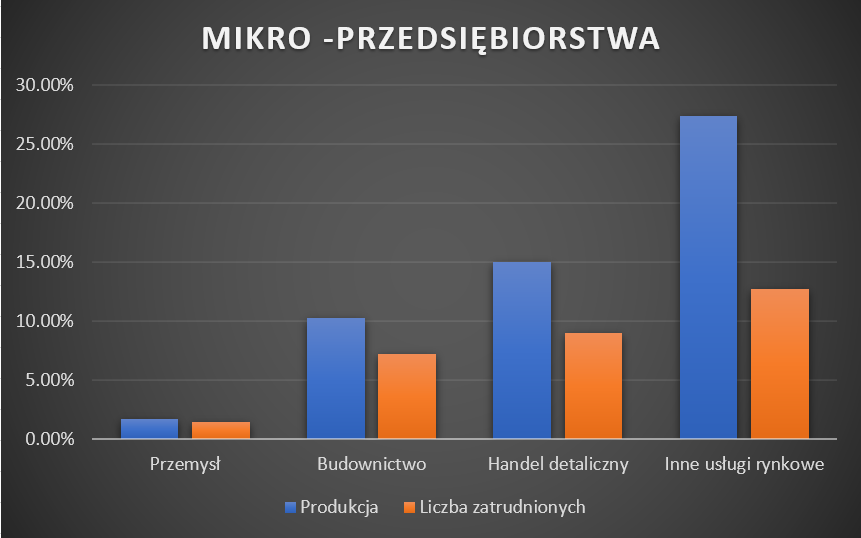 MIKRO -PRZEDSIĘBIORSTWA
30.00%
25.00%
20.00%
15.00%
10.00%
5.00%
0.00%
Przemysł Budownictwo Handel detaliczny Inne usługi rynkowe
Produkcja Liczba zatrudnionych